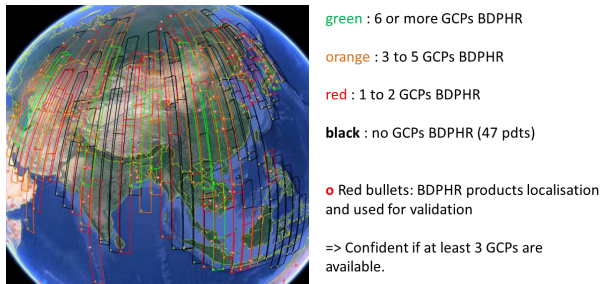 green : 6 or more GCPs BDPHR
orange : 3 to 5 GCPs BDPHR
red : 1 to 2 GCPs BDPHR
black : no GCPs BDPHR (47 pdts)
o Red bullets: BDPHR products localisation
and used for validation
=> Confident if at least 3 GCPs are
available.